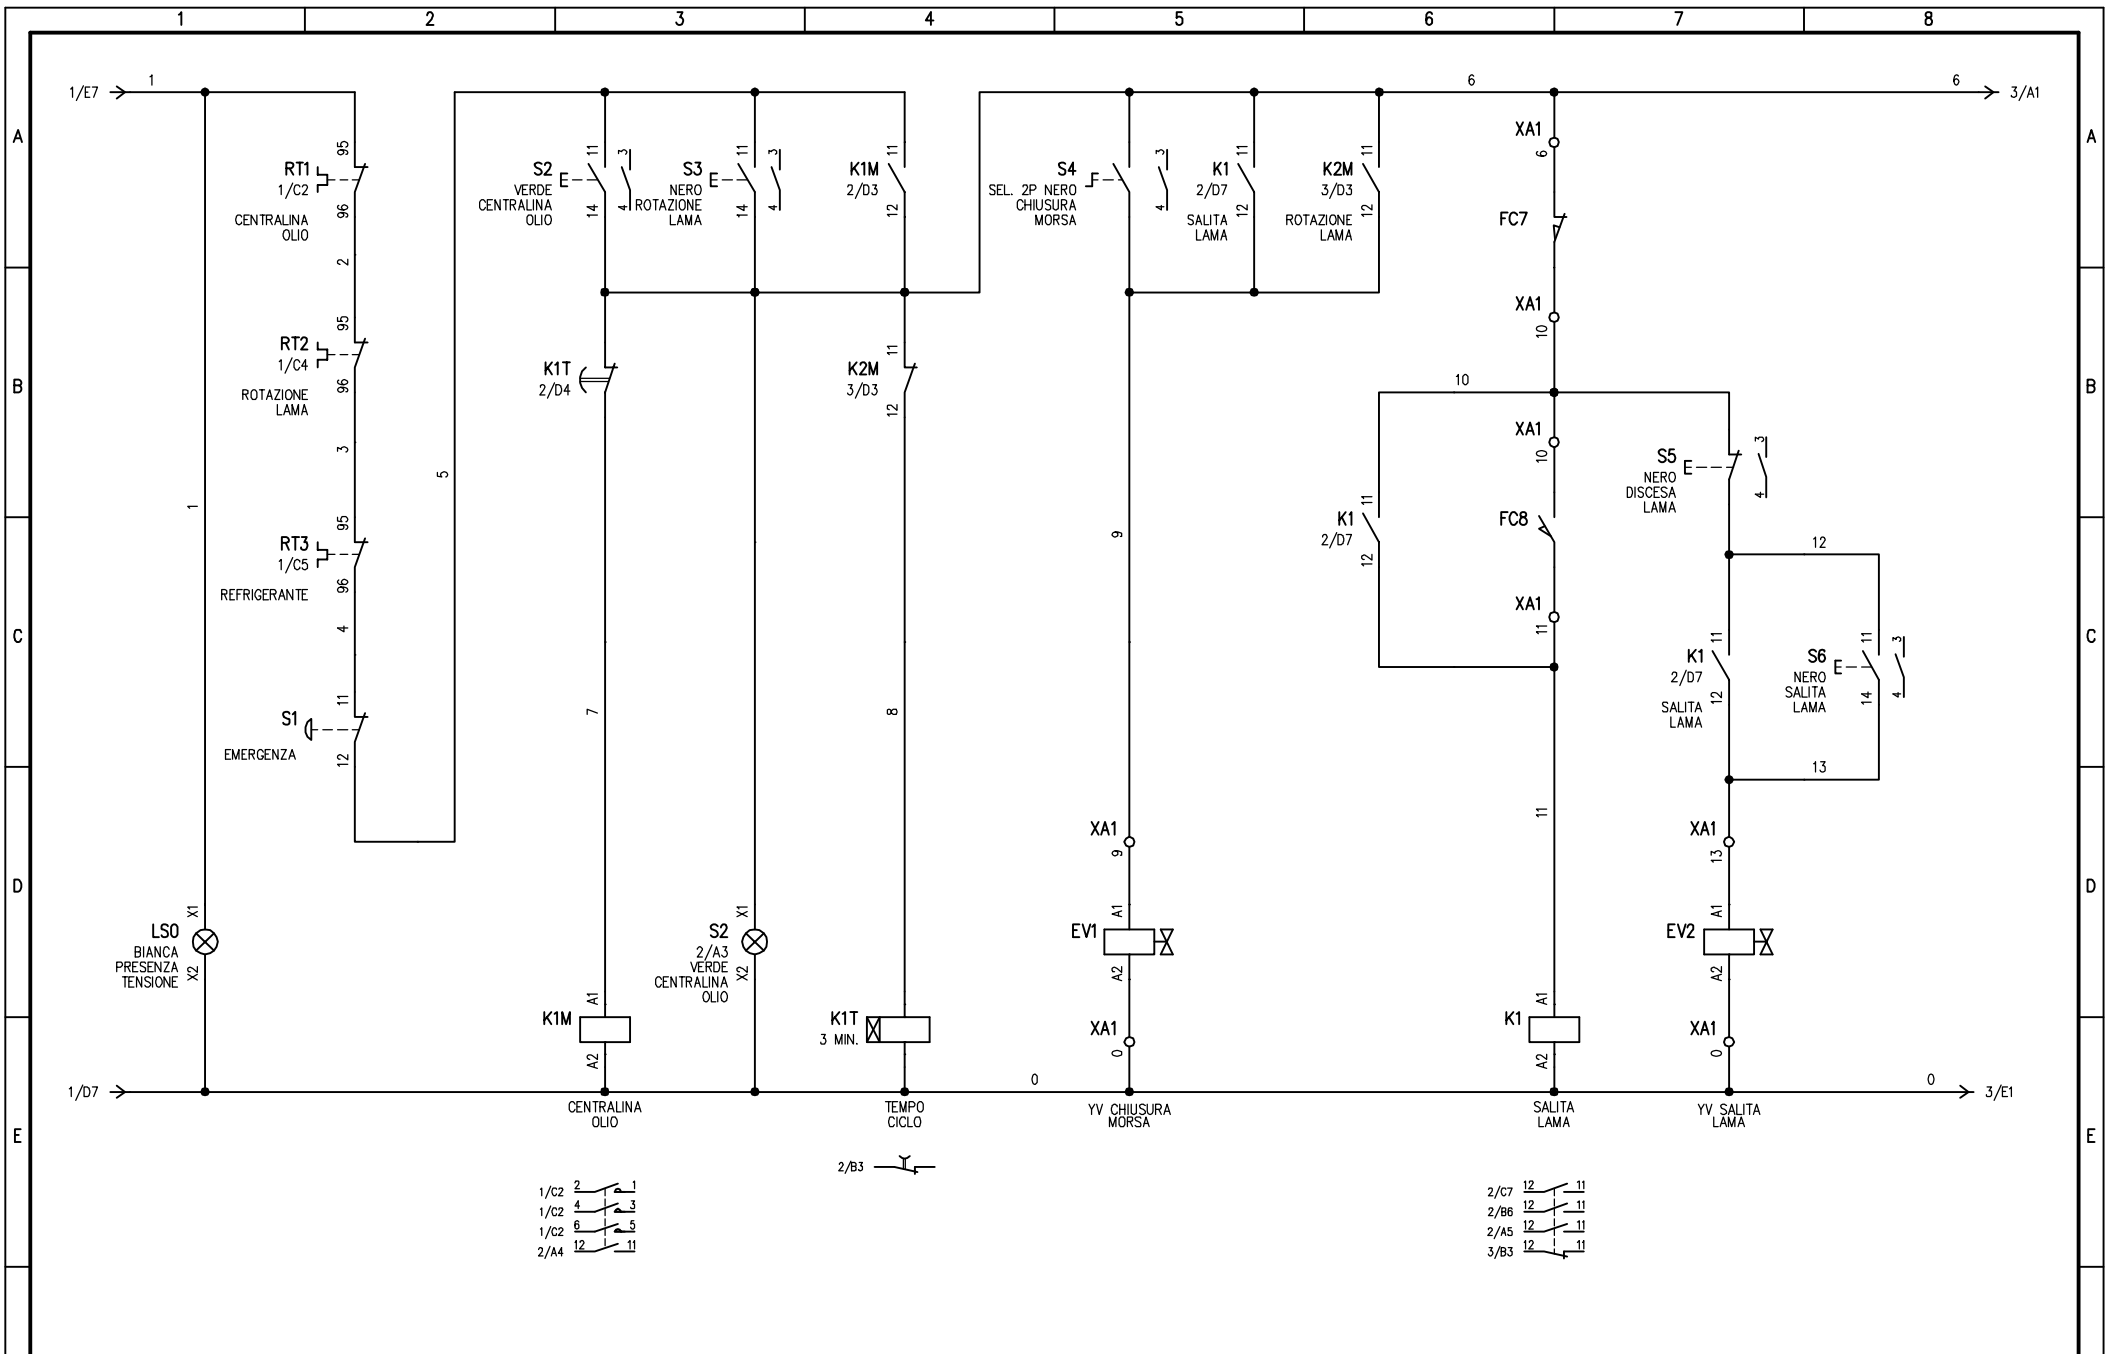 1 2 3 4 5 6 7 8
A A
B B
C C
D D
E E
1/E7
1
6
6
3/A1
RT1
1/C2
CENTRALINA
OLIO
95
96
2
RT2
1/C4
ROTAZIONE
LAMA
95
96
3
RT3
1/C5
REFRIGERANTE
95
96
4
S1
EMERGENZA
11
12
1
5
LS0
BIANCA
PRESENZA
TENSIONE
X1
X2
S2
VERDE
CENTRALINA
OLIO
11
14
3
4
S3
NERO
ROTAZIONE
LAMA
11
14
3
4
K1M
2/D3
11
12
K1T
2/D4
K2M
3/D3
11
12
7
8
K1M
A1
A2
S2
2/A3
VERDE
CENTRALINA
OLIO
X1
X2
K1T
3 MIN.
S4
SEL. 2P NERO
CHIUSURA
MORSA
3
4
K1
2/D7
SALITA
LAMA
11
12
K2M
3/D3
ROTAZIONE
LAMA
11
12
9
XA1
9
EV1
A1
A2
XA1
0
XA1
6
FC7
XA1
10
10
XA1
10
FC8
XA1
11
K1
2/D7
11
12
11
K1
A1
A2
S5
NERO
DISCESA
LAMA
3
4
12
K1
2/D7
SALITA
LAMA
11
12
S6
NERO
SALITA
LAMA
11
14
3
4
13
XA1
13
EV2
A1
A2
XA1
0
1/D7
0
0
3/E1
CENTRALINA
OLIO
TEMPO
CICLO
YV CHIUSURA
MORSA
SALITA
LAMA
YV SALITA
LAMA
2/B3
1/C2 2 1
1/C2 4 3
1/C2 6 5
2/A4 12 11
2/C7 12 11
2/B6 12 11
2/A5 12 11
3/B3 12 11